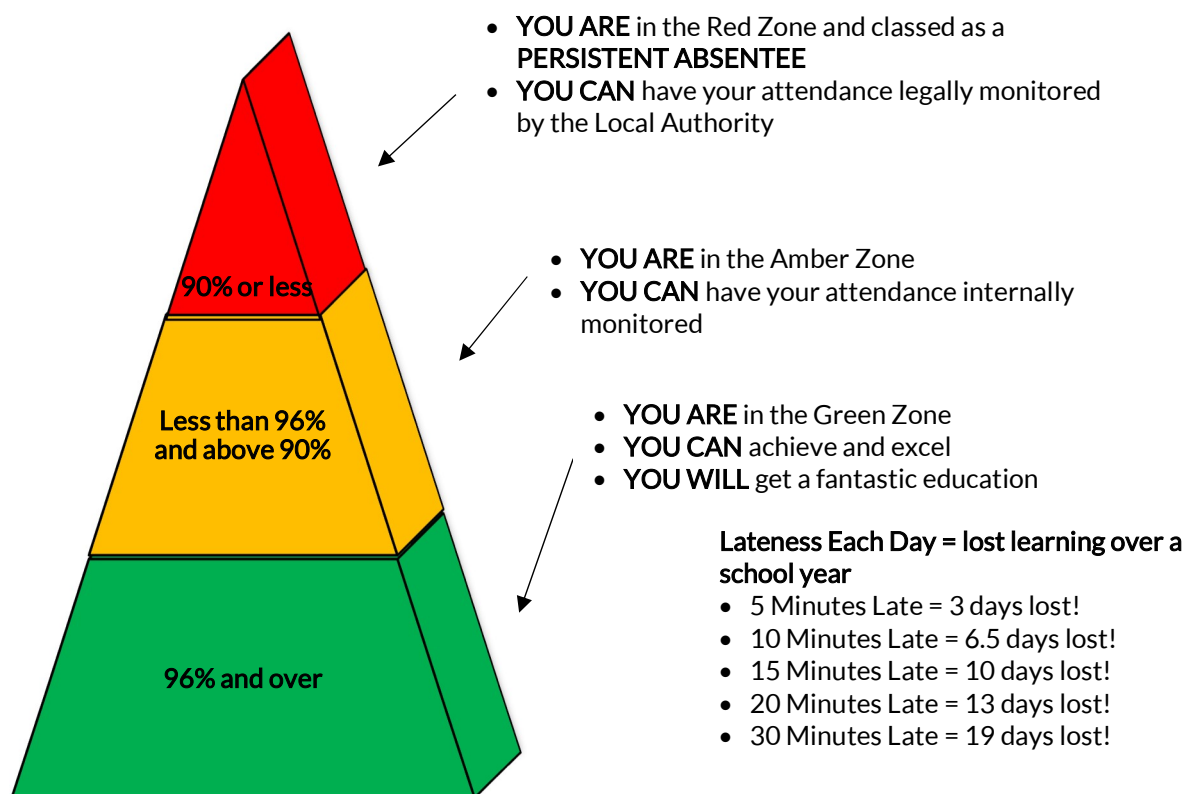 • YOU ARE in the Red Zone and classed as a
PERSISTENT ABSENTEE
• YOU CAN have your attendance legally monitored
by the Local Authority
90% or less
• YOU ARE in the Amber Zone
• YOU CAN have your attendance internally
monitored
Less than 96%
and above 90%
• YOU ARE in the Green Zone
• YOU CAN achieve and excel
• YOU WILL get a fantastic education
96% and over
Lateness Each Day = lost learning over a
school year
• 5 Minutes Late = 3 days lost!
• 10 Minutes Late = 6.5 days lost!
• 15 Minutes Late = 10 days lost!
• 20 Minutes Late = 13 days lost!
• 30 Minutes Late = 19 days lost!